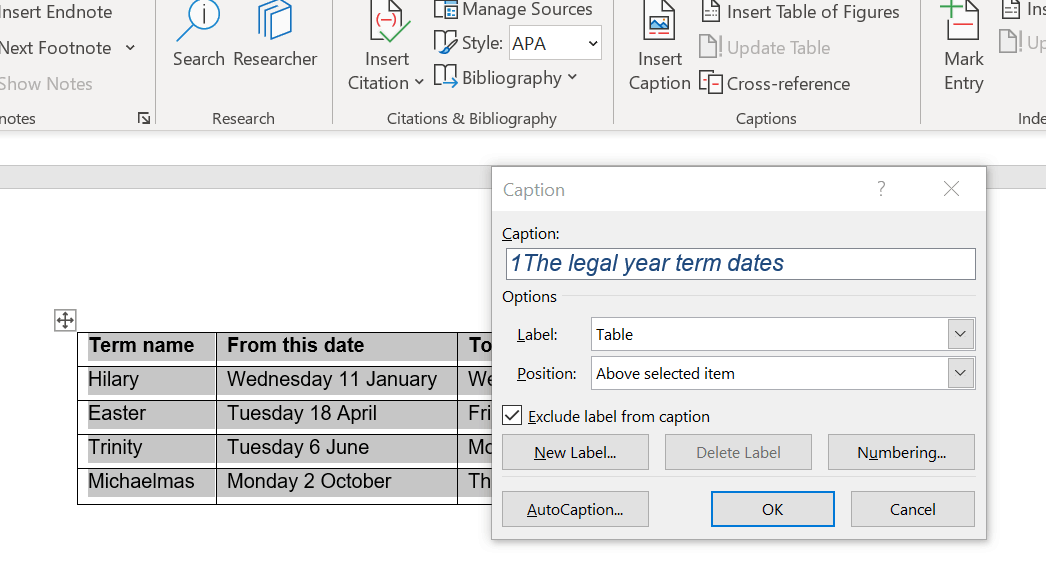 nsert Endnote
Next Footnote
Show Notes
notes
Search
Researcher
Research
Insert
Citation
Manage Sources
Style: APA
Bibliography
Citations & Bibliography
Insert
Caption
Insert Table of Figures
Update Table
Cross-reference
Captions
Mark
Entry
Ins
Up
Inde
Caption ?
Caption:
1The legal year term dates
Options
Label: Table
Position: Above selected item
Exclude label from caption
New Label... Delete Label Numbering...
AutoCaption... OK Cancel
Term name From this date To
Hilary Wednesday 11 January We
Easter Tuesday 18 April Fri
Trinity Tuesday 6 June Mo
Michaelmas Monday 2 October Th